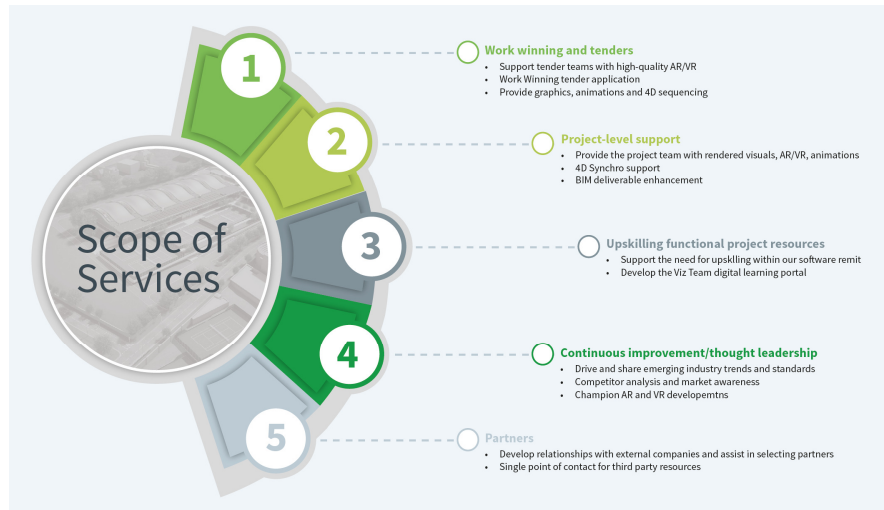 Scope of
Services
1
Work winning and tenders
• Support tender teams with high-quality AR/VR
• Work Winning tender application
• Provide graphics, animations and 4D sequencing
2
Project-level support
• Provide the project team with rendered visuals, AR/VR, animations
• 4D Synchro support
• BIM deliverable enhancement
3
Upskilling functional project resources
• Support the need for upsklling within our software remit
• Develop the Viz Team digital learning portal
4
Continuous improvement/thought leadership
• Drive and share emerging industry trends and standards
• Competitor analysis and market awareness
• Champion AR and VR developemtns
5
Partners
• Develop relationships with external companies and assist in selecting partners
• Single point of contact for third party resources